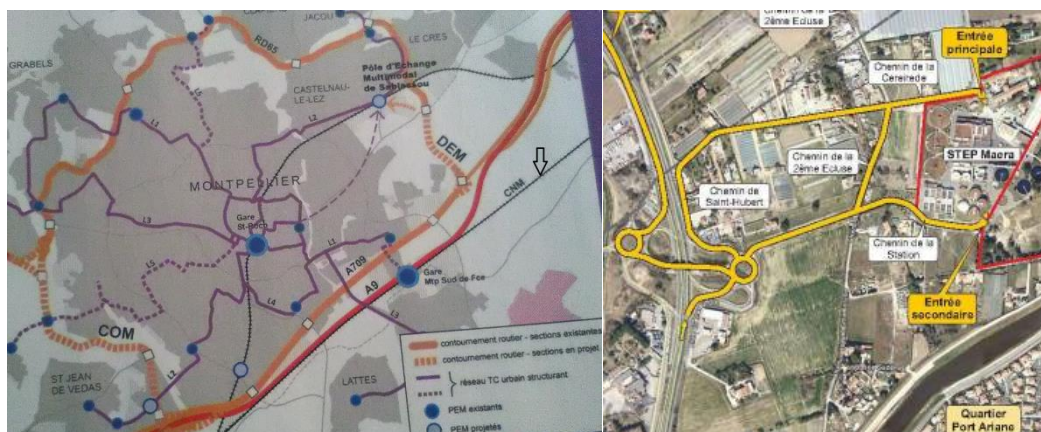 JACOU
LE CRES
RD65
GRABELS
Pôle d'Echange
Multimodal
de Sablassou
CASTELNAU-
LE-LEZ
L5
L1
L2
DEM
CNM
MONTPELLIER
Gare
St-Roch
L3
L1
A709
A9
Gare
Mtp Sud de Fce
L5
L4
L3
COM
ST JEAN
DE VEDAS
L2
LATTES
contournement routier - sections existantes
contournement routier - sections en projet
réseau TC urbain structurant
PEM existants
PEM projetés
Chemin de la
2ème Ecluse
Entrée
principale
Chemin de la
Cereirede
STEP Maera
Chemin de la
2ème Ecluse
Chemin de
Saint-Hubert
Chemin de la
Station
Entrée
secondaire
Quartier
Port Ariane